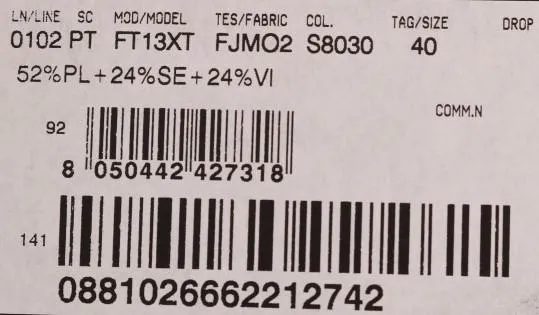 LN/LINE SC MOD/MODEL TES/FABRIC COL. TAG/SIZE DROP
0102 PT FT13XT FJM02 S8030 40
52%PL+24%SE+24%VI
COMM.N
92
8 050442 427318
141
0881026662212742